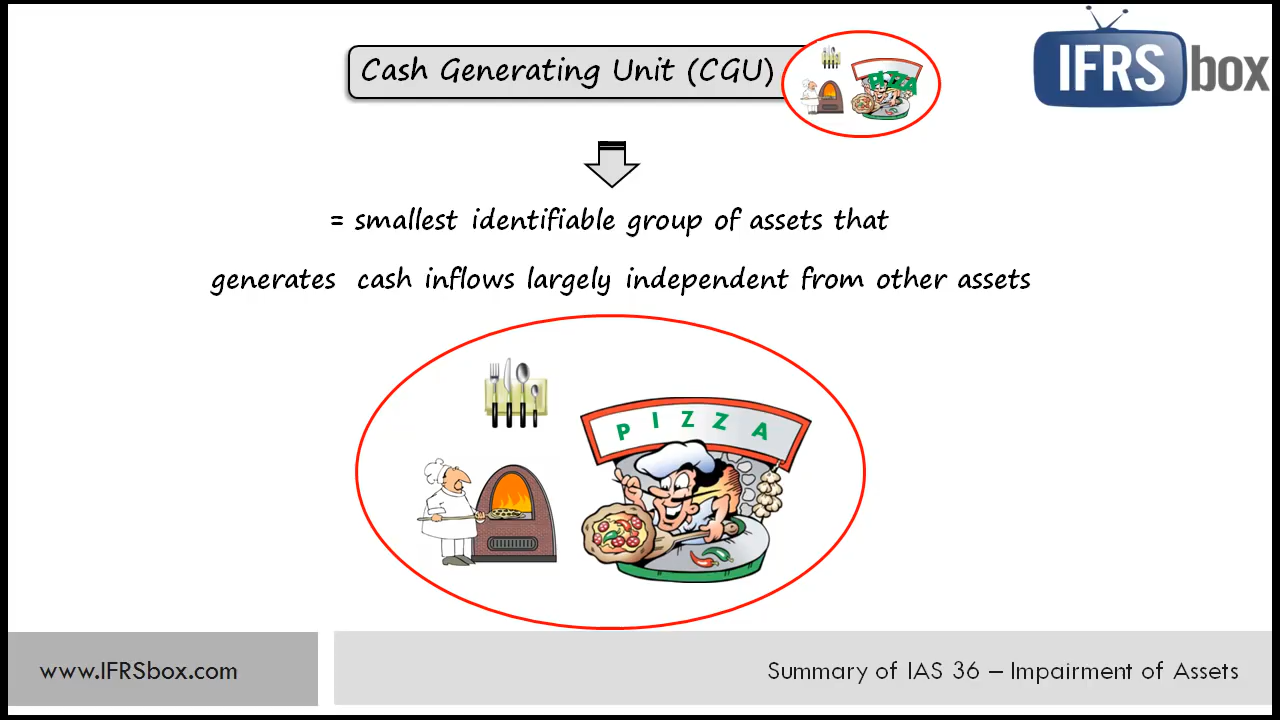 Cash Generating Unit (CGU)
IFRS box
= smallest identifiable group of assets that
generates cash inflows largely independent from other assets
PIZZA
www.IFRSbox.com
Summary of IAS 36 – Impairment of Assets